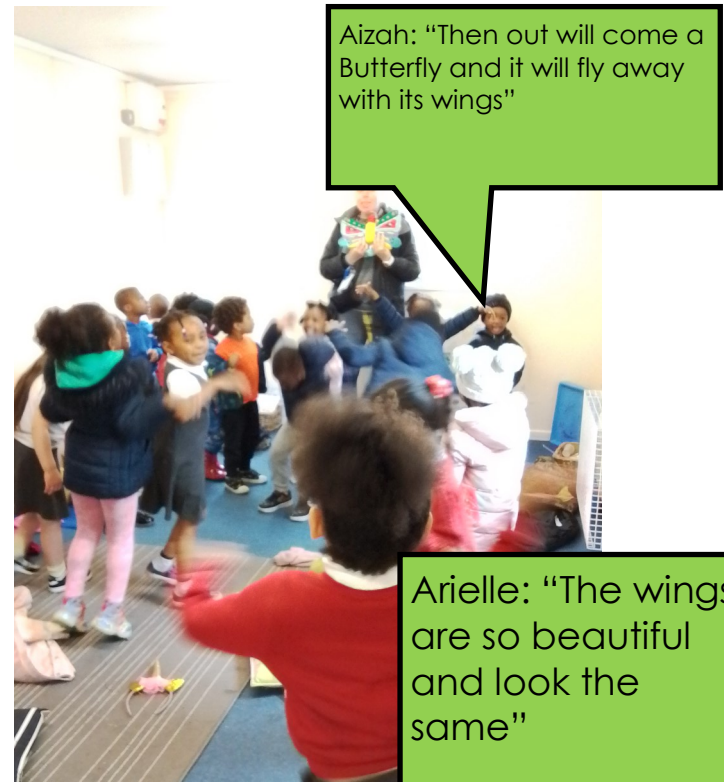 Aizah: “Then out will come a
Butterfly and it will fly away
with its wings”
Arielle: “The wings
are so beautiful
and look the
same”